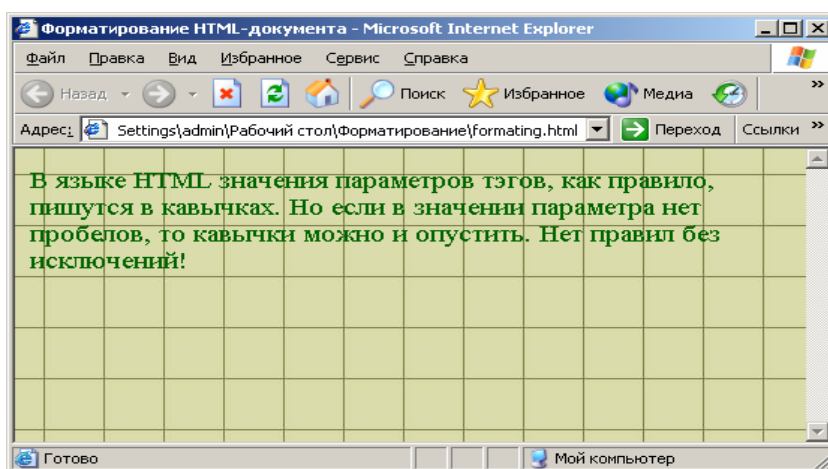 Форматирование HTML-документа - Microsoft Internet Explorer
Файл Правка Вид Избранное Сервис Справка
Назад Поиск Избранное Медиа »
Адрес: Settings\admin\Рабочий стол\Форматирование\formating.html Переход Ссылки »
В языке HTML значения параметров тэгов, как правило,
пишутся в кавычках. Но если в значении параметра нет
пробелов, то кавычки можно и опустить. Нет правил без
исключений!
Готово Мой компьютер